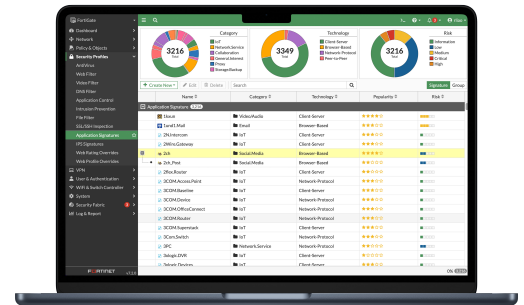 FortiGate
Dashboard
Network
Policy & Objects
Security Profiles
AntiVirus
Web Filter
Video Filter
DNS Filter
Application Control
Intrusion Prevention
File Filter
SSL/SSH Inspection
Application Signatures
IPS Signatures
Web Rating Overrides
Web Profile Overrides
VPN
User & Authentication
WiFi & Switch Controller
System
Security Fabric
Log & Report
FORTINET
Category
3216
Total
IoT
Network.Service
Collaboration
General.Interest
Proxy
Storage.Backup
Technology
3349
Total
Client-Server
Browser-Based
Network-Protocol
Peer-to-Peer
Risk
3216
Total
Information
Low
Medium
Critical
High
+ Create New
Edit
Delete
Search
Signature
Group
Name
Category
Technology
Popularity
Risk
Application Signature
1kxun Video/Audio Client-Server
1und1.Mail Email Browser-Based
2N.Intercom IoT Client-Server
2Wire.Gateway IoT Client-Server
2ch Social.Media Browser-Based
2ch_Post Social.Media Browser-Based
IoT Client-Server
3COM.Access.Point IoT Network-Protocol
3COM.Baseline IoT Client-Server
3COM.Device IoT Network-Protocol
3COM.OfficeConnect IoT Network-Protocol
3COM.Router IoT Network-Protocol
3COM.Superstack IoT Client-Server
3Com.Switch IoT Network-Protocol
3PC Network.Service Network-Protocol
3xlogic.DVR IoT Client-Server
3xlogic.Devices IoT Client-Server
0%